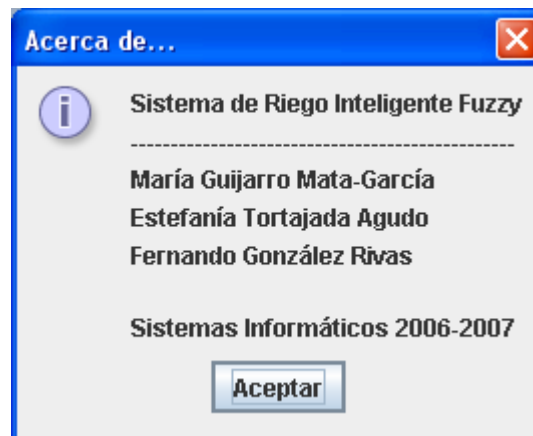 Acerca de...
Sistema de Riego Inteligente Fuzzy
------------------------------------------------
María Guijarro Mata-García
Estefanía Tortajada Agudo
Fernando González Rivas
Sistemas Informáticos 2006-2007
Aceptar